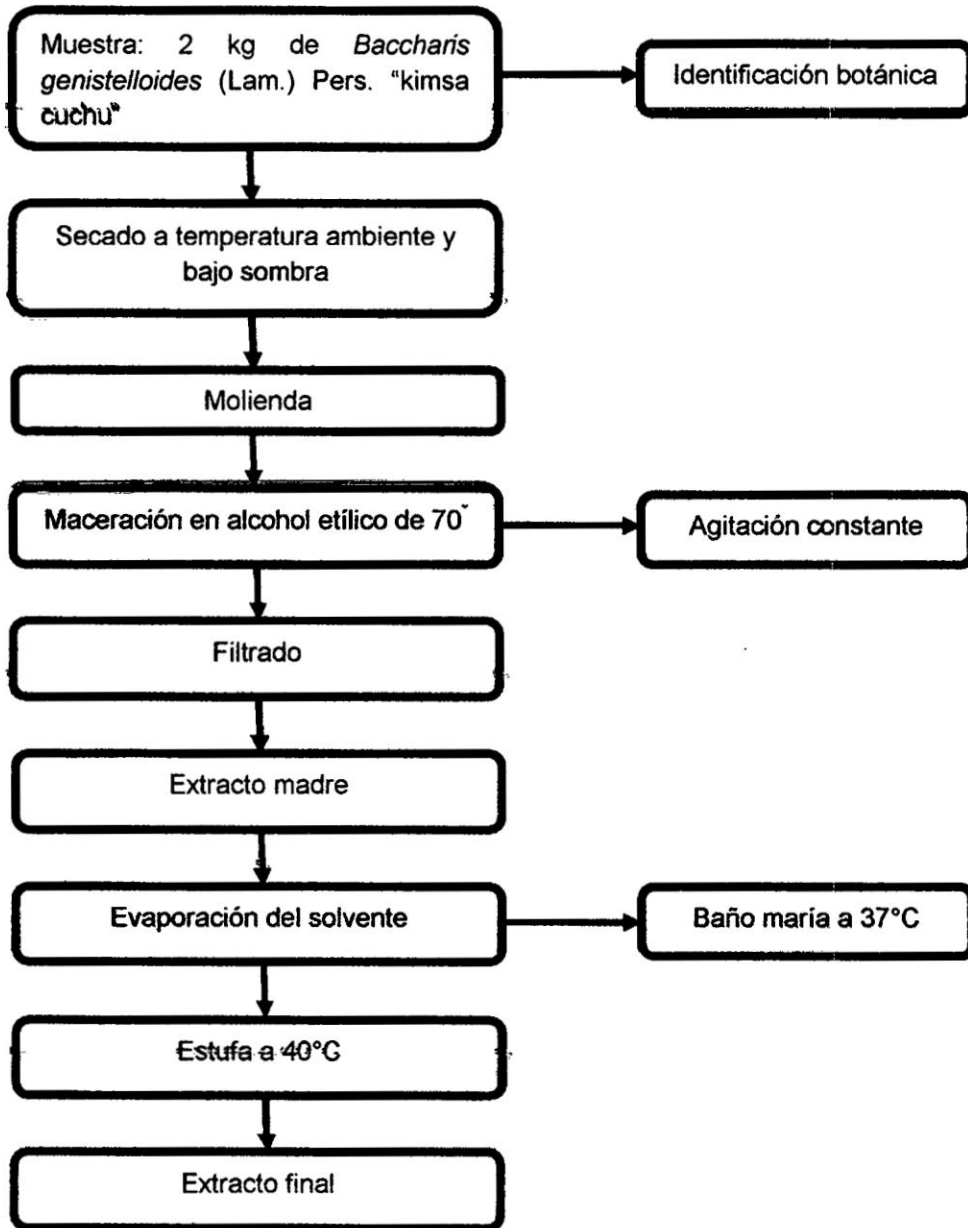 Muestra: 2 kg de Baccharis
genistelloides (Lam.) Pers. "kimsa
cuchu"
Identificación botánica
Secado a temperatura ambiente y
bajo sombra
Molienda
Maceración en alcohol etílico de 70°
Agitación constante
Filtrado
Extracto madre
Evaporación del solvente
Baño maría a 37°C
Estufa a 40°C
Extracto final